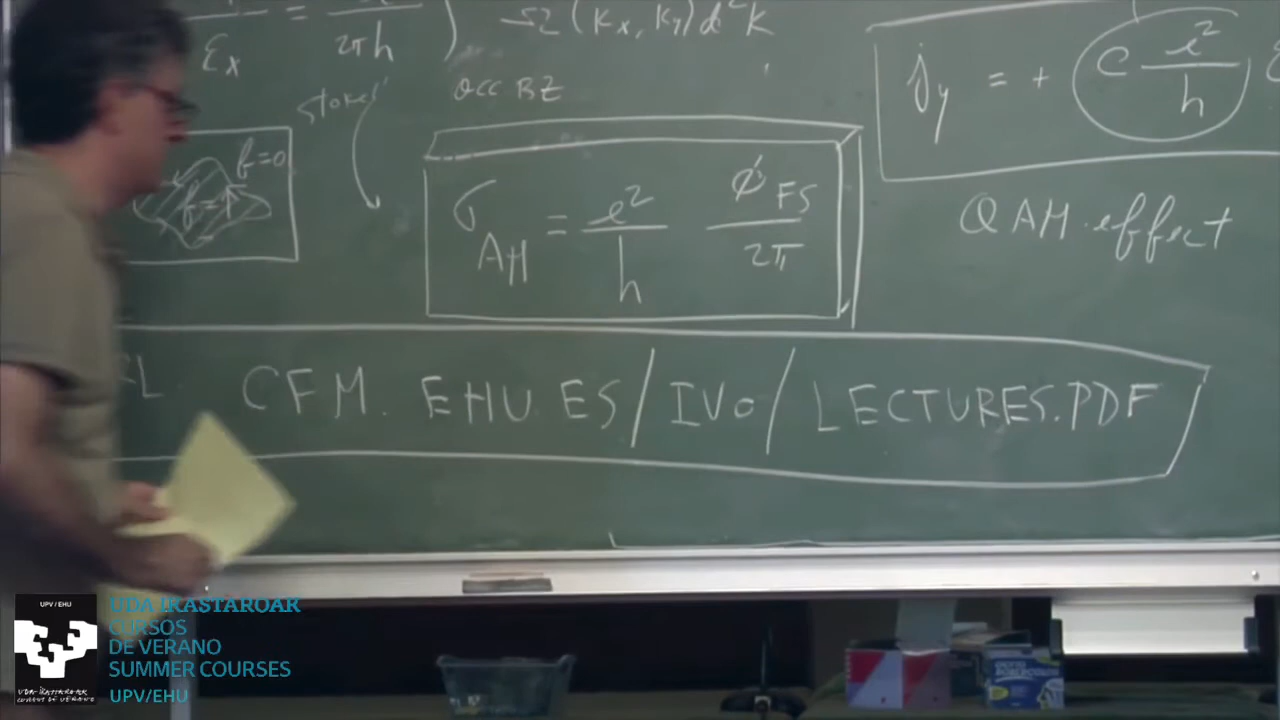 Ɛx = 2πh ) Ω(kx, ky)d²k
stokes
OCC BZ
f=0
f=1
σAH = e²/h ϕFS/2π
jy = + C e²/h Ɛ
QAH effect
CFM. EHU ES/IVO/LECTURES.PDF
UPV / EHU
UDA IKASTAROAK
CURSOS
DE VERANO
SUMMER COURSES
UPV/EHU